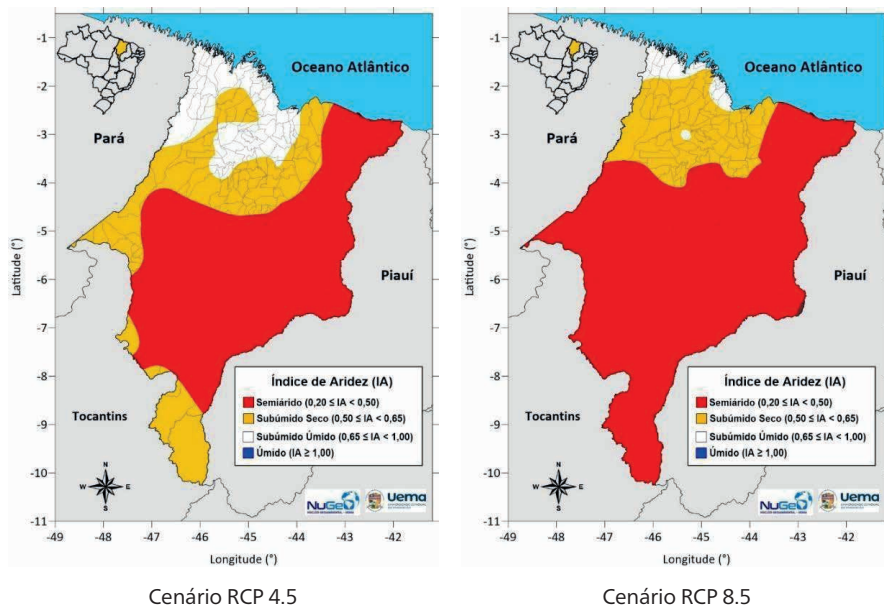 Oceano Atlântico
Pará
Piauí
Tocantins
Latitude (°)
-1
-2
-3
-4
-5
-6
-7
-8
-9
-10
-11
Índice de Aridez (IA)
Semiárido (0,20 ≤ IA < 0,50)
Subúmido Seco (0,50 ≤ IA < 0,65)
Subúmido Úmido (0,65 ≤ IA < 1,00)
Úmido (IA ≥ 1,00)
N
W E
S
NuGeo
Uema
-49 -48 -47 -46 -45 -44 -43 -42
Longitude (°)
Cenário RCP 4.5
Oceano Atlântico
Pará
Piauí
Tocantins
Latitude (°)
-1
-2
-3
-4
-5
-6
-7
-8
-9
-10
-11
Índice de Aridez (IA)
Semiárido (0,20 ≤ IA < 0,50)
Subúmido Seco (0,50 ≤ IA < 0,65)
Subúmido Úmido (0,65 ≤ IA < 1,00)
Úmido (IA ≥ 1,00)
N
W E
S
NuGeo
Uema
-49 -48 -47 -46 -45 -44 -43 -42
Longitude (°)
Cenário RCP 8.5